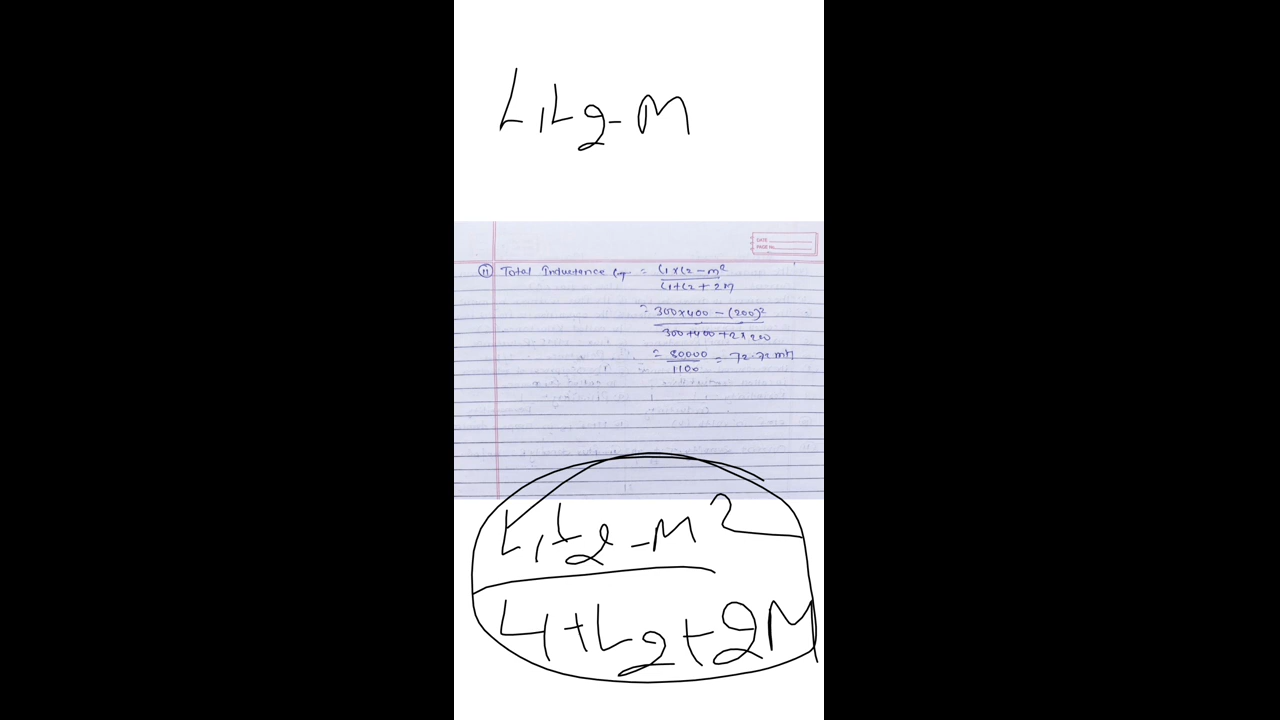 L1L2-M
DATE
PAGE No.
11 Total Inductance LT = L1×L2 - m²
L1+L2 + 2M
= 300×400 - (200)²
300+400+2×200
= 80000 = 72.72 mH
1100
L1L2-M²
L1+L2+2M